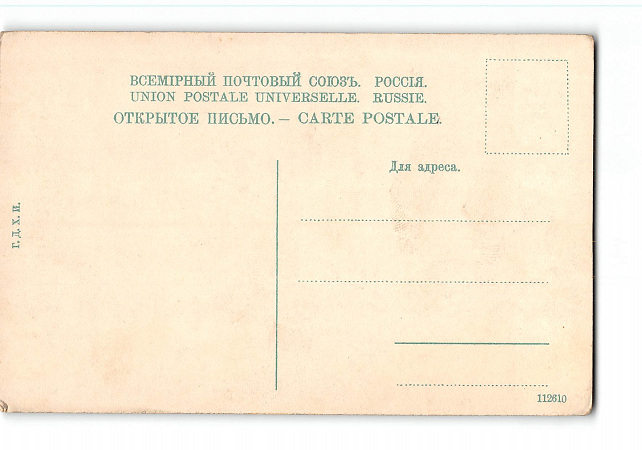 ВСЕМІРНЫЙ ПОЧТОВЫЙ СОЮЗЪ. РОССІЯ.
UNION POSTALE UNIVERSELLE. RUSSIE.
ОТКРЫТОЕ ПИСЬМО. — CARTE POSTALE.
Для адреса.
Г. Д. Х. И.
112610